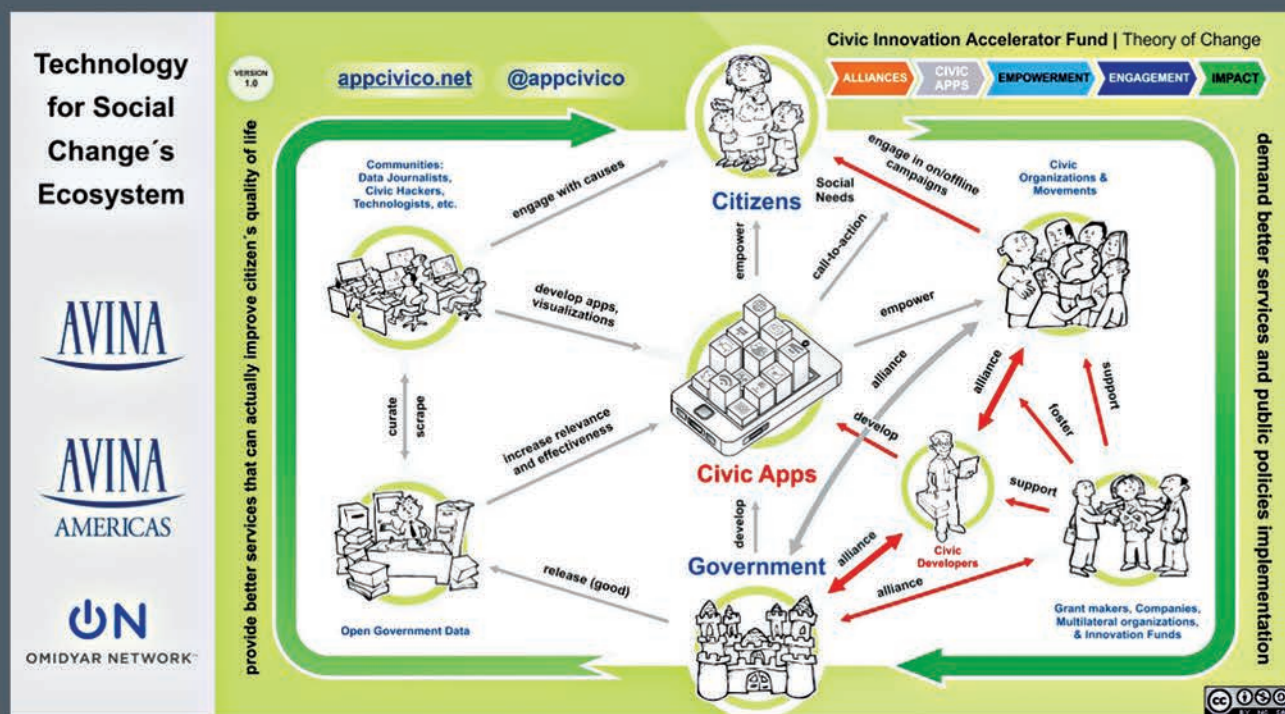 Technology
for Social
Change´s
Ecosystem
AVINA
AVINA
AMERICAS
ON
OMIDYAR NETWORK™
VERSION
1.0
appcivico.net
@appcivico
Civic Innovation Accelerator Fund | Theory of Change
ALLIANCES
CIVIC
APPS
EMPOWERMENT
ENGAGEMENT
IMPACT
provide better services that can actually improve citizen´s quality of life
Communities:
Data Journalists,
Civic Hackers,
Technologists, etc.
engage with causes
Citizens
Social
Needs
engage in on/offline
campaigns
Civic
Organizations &
Movements
empower
call-to-action
develop apps,
visualizations
empower
alliance
curate
scrape
increase relevance
and effectiveness
Civic Apps
develop
alliance
foster
support
support
develop
Government
alliance
Civic
Developers
alliance
release (good)
Open Government Data
Grant makers, Companies,
Multilateral organizations,
& Innovation Funds
demand better services and public policies implementation